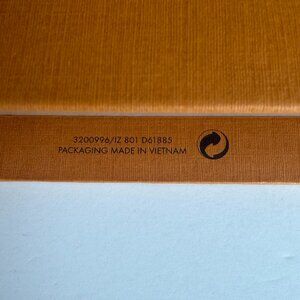 3200996/IZ 801 D61885
PACKAGING MADE IN VIETNAM